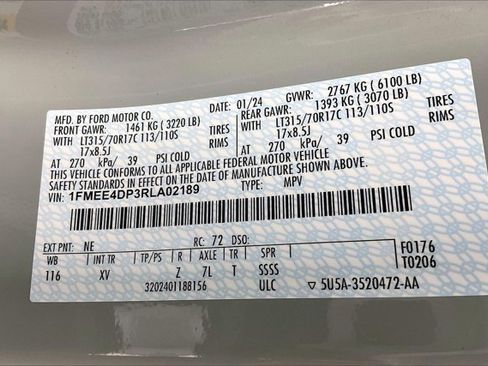 MFD. BY FORD MOTOR CO.
DATE: 01/24 GVWR: 2767 KG ( 6100 LB)
FRONT GAWR: 1461 KG ( 3220 LB) REAR GAWR: 1393 KG ( 3070 LB)
LT315/70R17C 113/110S TIRES LT315/70R17C 113/110S TIRES
17x8.5J RIMS 17x8.5J RIMS
AT 270 kPa/ 39 PSI COLD AT 270 kPa/ 39 PSI COLD
THIS VEHICLE CONFORMS TO ALL APPLICABLE FEDERAL MOTOR VEHICLE
SAFETY STANDARDS IN EFFECT ON THE DATE OF MANUFACTURE SHOWN ABOVE.
VIN: 1FMEE4DP3RLA02189 TYPE: MPV
EXT PNT: NE RC: 72 DSO:
WB INT TR TP/PS R AXLE TR SPR F0176
116 XV Z 7L T SSSS T0206
3202401188156 ULC ▽ 5U5A-3520472-AA